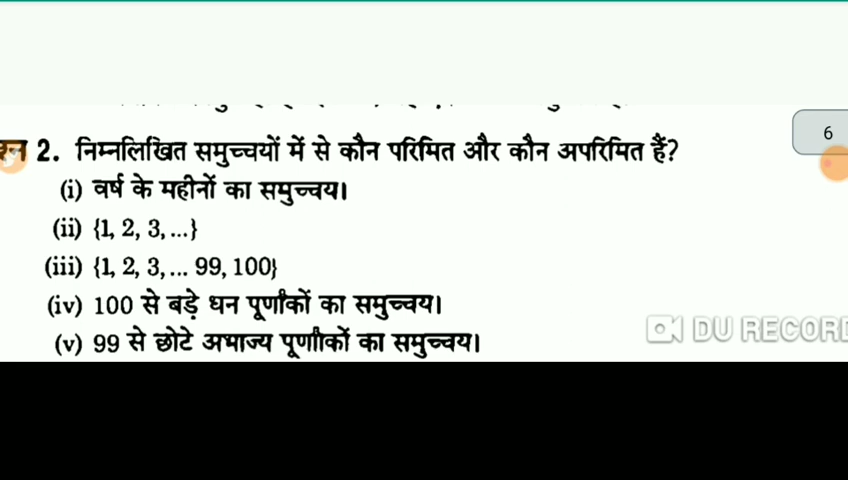 6
श्न 2. निम्नलिखित समुच्चयों में से कौन परिमित और कौन अपरिमित हैं?
(i) वर्ष के महीनों का समुच्चय।
(ii) {1, 2, 3, ...}
(iii) {1, 2, 3, ... 99, 100}
(iv) 100 से बड़े धन पूर्णांकों का समुच्चय।
(v) 99 से छोटे अभाज्य पूर्णांकों का समुच्चय।
DU RECORD